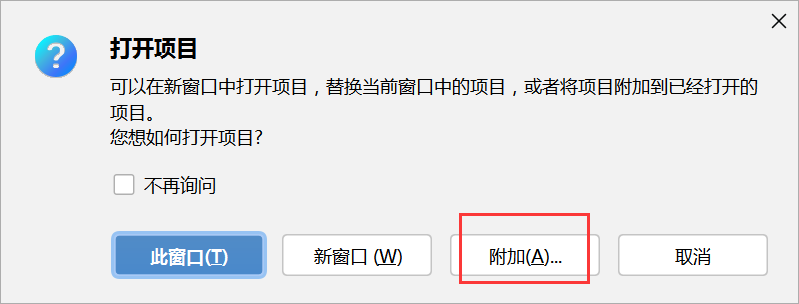 打开项目
可以在新窗口中打开项目，替换当前窗口中的项目，或者将项目附加到已经打开的
项目。
您想如何打开项目?
不再询问
此窗口(T) 新窗口 (W) 附加(A)... 取消